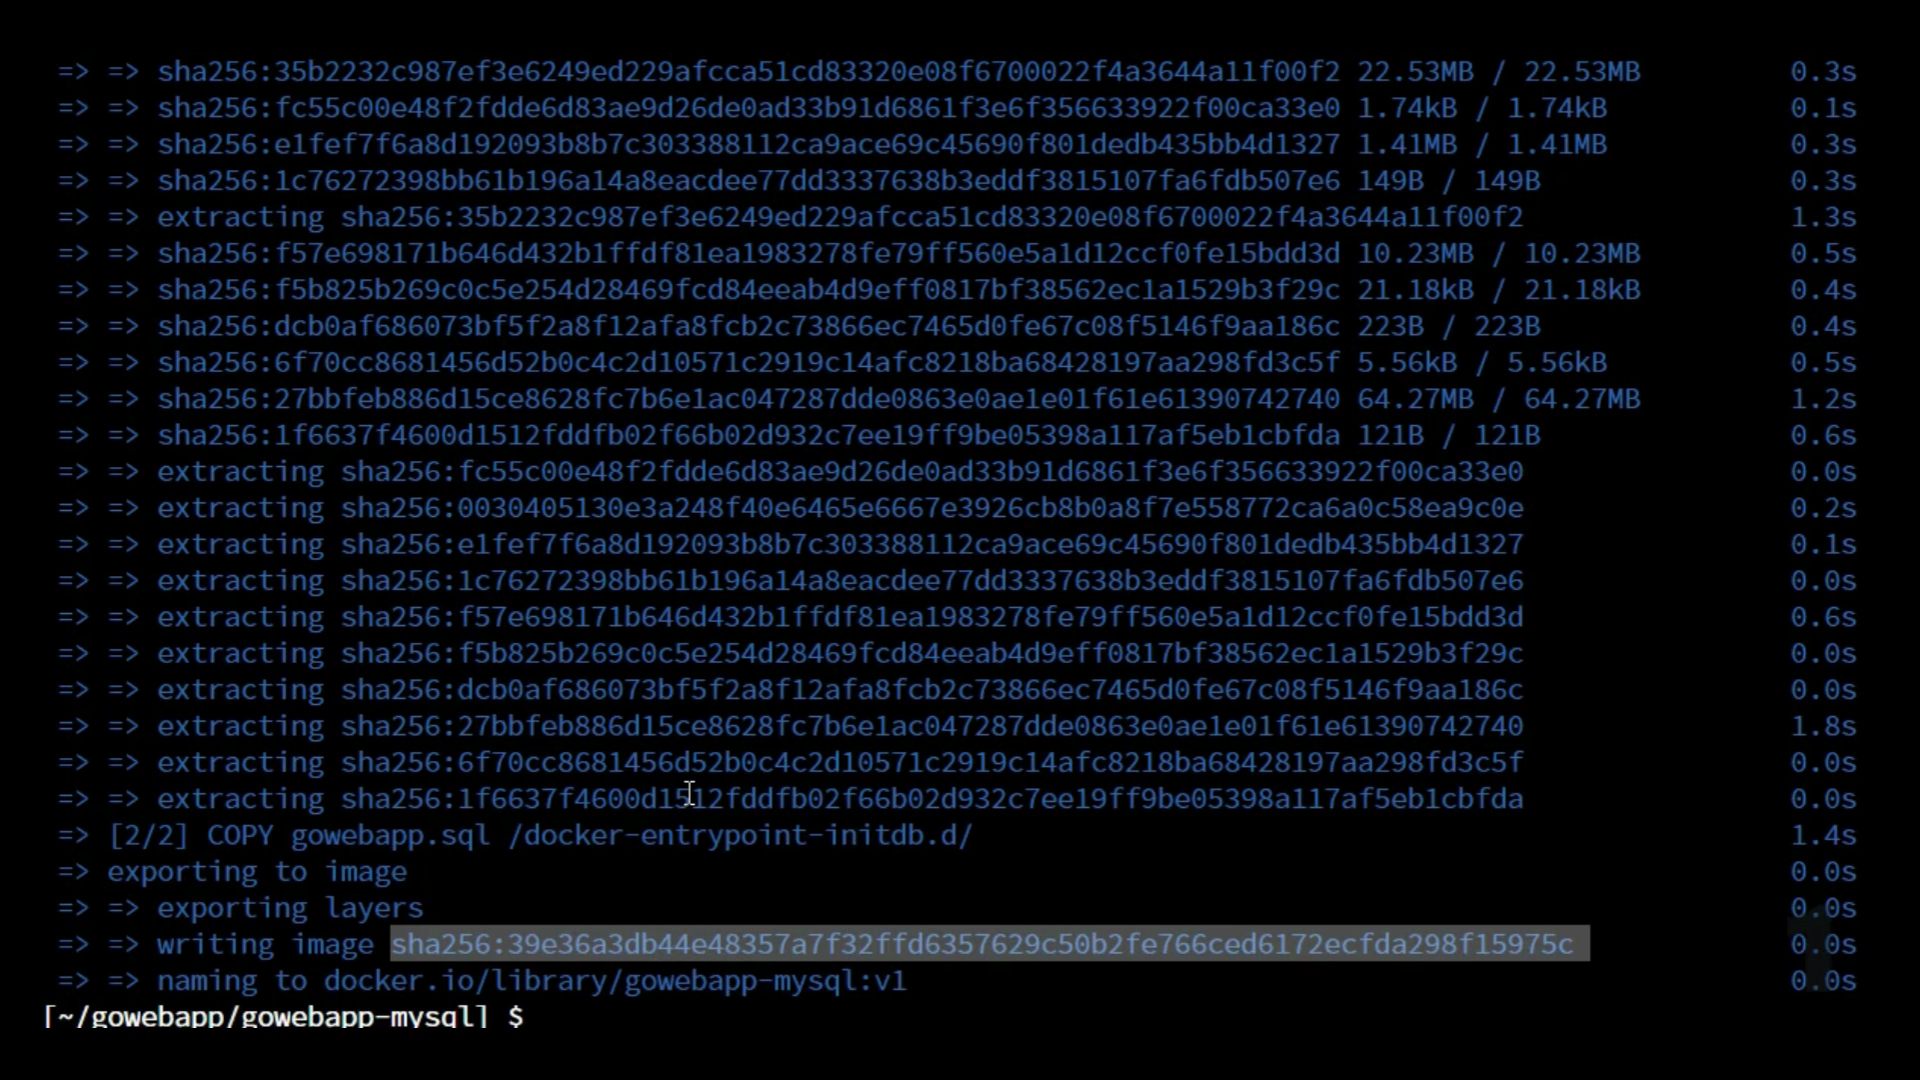 => => sha256:35b2232c987ef3e6249ed229afcca51cd83320e08f6700022f4a3644a11f00f2 22.53MB / 22.53MB 0.3s
=> => sha256:fc55c00e48f2fdde6d83ae9d26de0ad33b91d6861f3e6f356633922f00ca33e0 1.74kB / 1.74kB 0.1s
=> => sha256:e1fef7f6a8d192093b8b7c303388112ca9ace69c45690f801dedb435bb4d1327 1.41MB / 1.41MB 0.3s
=> => sha256:1c76272398bb61b196a14a8eacdee77dd3337638b3eddf3815107fa6fdb507e6 149B / 149B 0.3s
=> => extracting sha256:35b2232c987ef3e6249ed229afcca51cd83320e08f6700022f4a3644a11f00f2 1.3s
=> => sha256:f57e698171b646d432b1ffdf81ea1983278fe79ff560e5a1d12ccf0fe15bdd3d 10.23MB / 10.23MB 0.5s
=> => sha256:f5b825b269c0c5e254d28469fcd84eeab4d9eff0817bf38562ec1a1529b3f29c 21.18kB / 21.18kB 0.4s
=> => sha256:dcb0af686073bf5f2a8f12afa8fcb2c73866ec7465d0fe67c08f5146f9aa186c 223B / 223B 0.4s
=> => sha256:6f70cc8681456d52b0c4c2d10571c2919c14afc8218ba68428197aa298fd3c5f 5.56kB / 5.56kB 0.5s
=> => sha256:27bbfeb886d15ce8628fc7b6e1ac047287dde0863e0ae1e01f61e61390742740 64.27MB / 64.27MB 1.2s
=> => sha256:1f6637f4600d1512fddfb02f66b02d932c7ee19ff9be05398a117af5eb1cbfda 121B / 121B 0.6s
=> => extracting sha256:fc55c00e48f2fdde6d83ae9d26de0ad33b91d6861f3e6f356633922f00ca33e0 0.0s
=> => extracting sha256:0030405130e3a248f40e6465e6667e3926cb8b0a8f7e558772ca6a0c58ea9c0e 0.2s
=> => extracting sha256:e1fef7f6a8d192093b8b7c303388112ca9ace69c45690f801dedb435bb4d1327 0.1s
=> => extracting sha256:1c76272398bb61b196a14a8eacdee77dd3337638b3eddf3815107fa6fdb507e6 0.0s
=> => extracting sha256:f57e698171b646d432b1ffdf81ea1983278fe79ff560e5a1d12ccf0fe15bdd3d 0.6s
=> => extracting sha256:f5b825b269c0c5e254d28469fcd84eeab4d9eff0817bf38562ec1a1529b3f29c 0.0s
=> => extracting sha256:dcb0af686073bf5f2a8f12afa8fcb2c73866ec7465d0fe67c08f5146f9aa186c 0.0s
=> => extracting sha256:27bbfeb886d15ce8628fc7b6e1ac047287dde0863e0ae1e01f61e61390742740 1.8s
=> => extracting sha256:6f70cc8681456d52b0c4c2d10571c2919c14afc8218ba68428197aa298fd3c5f 0.0s
=> => extracting sha256:1f6637f4600d1512fddfb02f66b02d932c7ee19ff9be05398a117af5eb1cbfda 0.0s
=> [2/2] COPY gowebapp.sql /docker-entrypoint-initdb.d/ 1.4s
=> exporting to image 0.0s
=> => exporting layers 0.0s
=> => writing image sha256:39e36a3db44e48357a7f32ffd6357629c50b2fe766ced6172ecfda298f15975c 0.0s
=> => naming to docker.io/library/gowebapp-mysql:v1 0.0s
[~/gowebapp/gowebapp-mysql] $